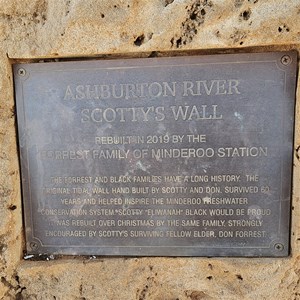 ASHBURTON RIVER
SCOTTY'S WALL
REBUILT IN 2019 BY THE
FORREST FAMILY OF MINDEROO STATION
THE FORREST AND BLACK FAMILIES HAVE A LONG HISTORY. THE
ORIGINAL TIDAL WALL HAND BUILT BY SCOTTY AND DON, SURVIVED 60
YEARS AND HELPED INSPIRE THE MINDEROO FRESHWATER
CONSERVATION SYSTEM. SCOTTY "ELIWANAH" BLACK WOULD BE PROUD
WAS REBUILT OVER CHRISTMAS BY THE SAME FAMILY, STRONGLY
ENCOURAGED BY SCOTTY'S SURVIVING FELLOW ELDER, DON FORREST